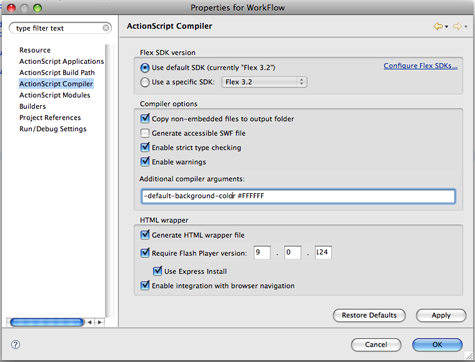 Properties for WorkFlow
type filter text
ActionScript Compiler
Resource
ActionScript Applications
ActionScript Build Path
ActionScript Compiler
ActionScript Modules
Builders
Project References
Run/Debug Settings
Flex SDK version
Use default SDK (currently "Flex 3.2")
Configure Flex SDKs...
Use a specific SDK:
Flex 3.2
Compiler options
Copy non-embedded files to output folder
Generate accessible SWF file
Enable strict type checking
Enable warnings
Additional compiler arguments:
-default-background-color #FFFFFF
HTML wrapper
Generate HTML wrapper file
Require Flash Player version: 9 . 0 . 124
Use Express Install
Enable integration with browser navigation
Restore Defaults
Apply
?
Cancel
OK